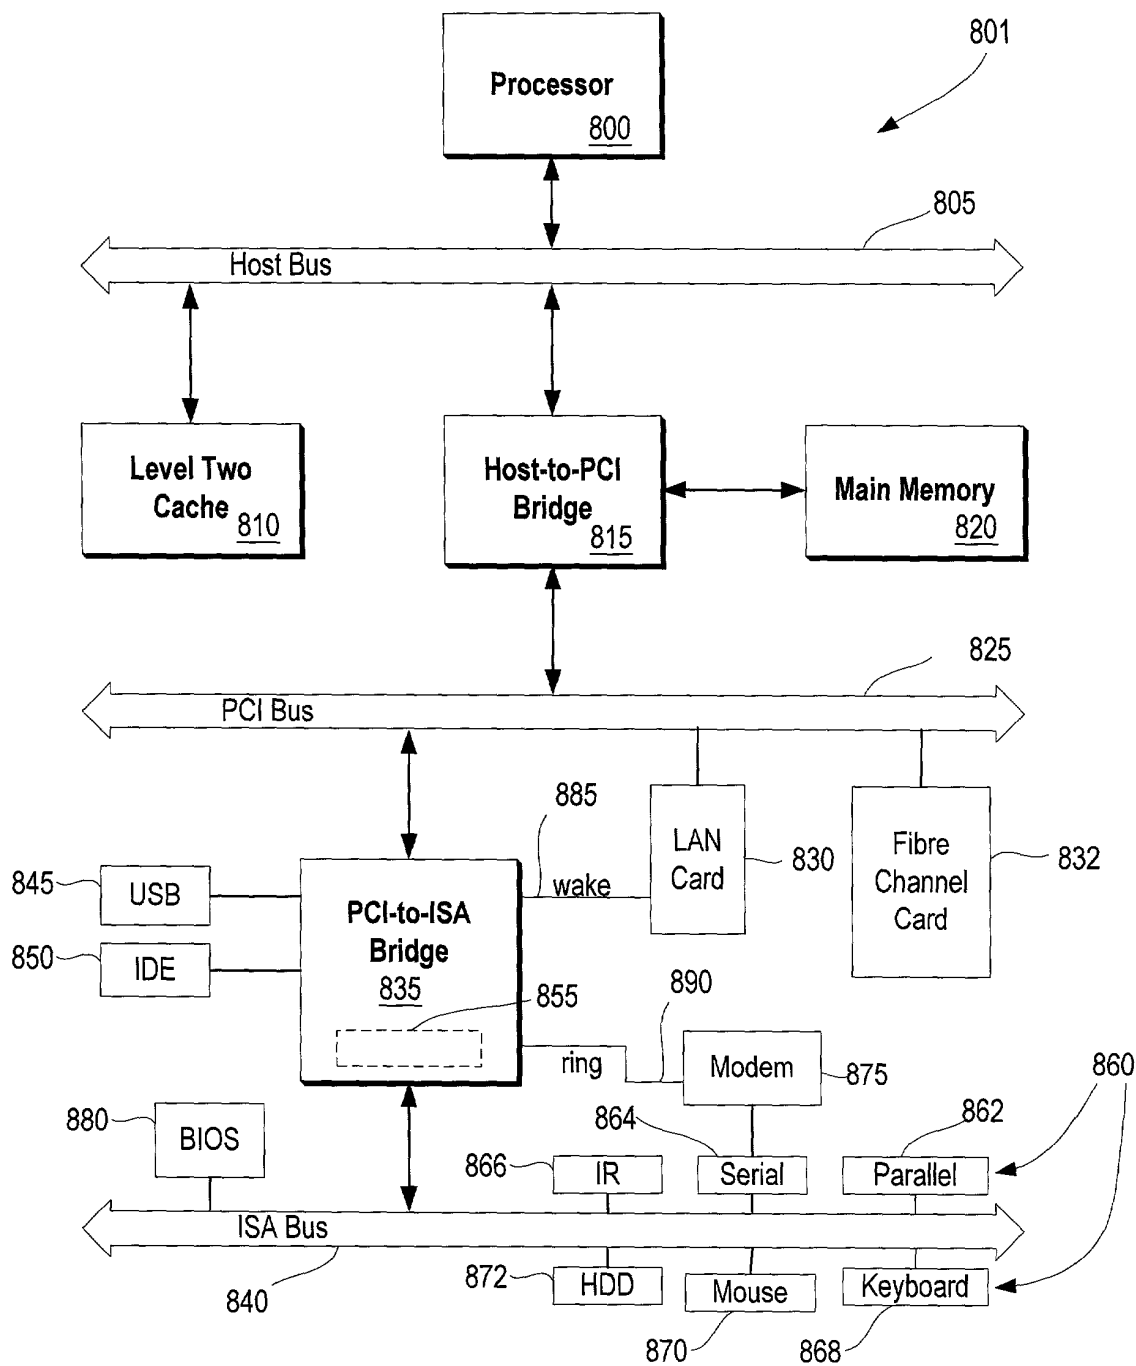 801
Processor
800
805
Host Bus
Level Two
Cache
810
Host-to-PCI
Bridge
815
Main Memory
820
825
PCI Bus
885
LAN
Card
830
Fibre
Channel
Card
832
845
USB
wake
PCI-to-ISA
Bridge
835
850
IDE
855
890
ring
Modem
875
860
880
BIOS
864
862
866
IR
Serial
Parallel
ISA Bus
840
872
HDD
Mouse
Keyboard
870
868